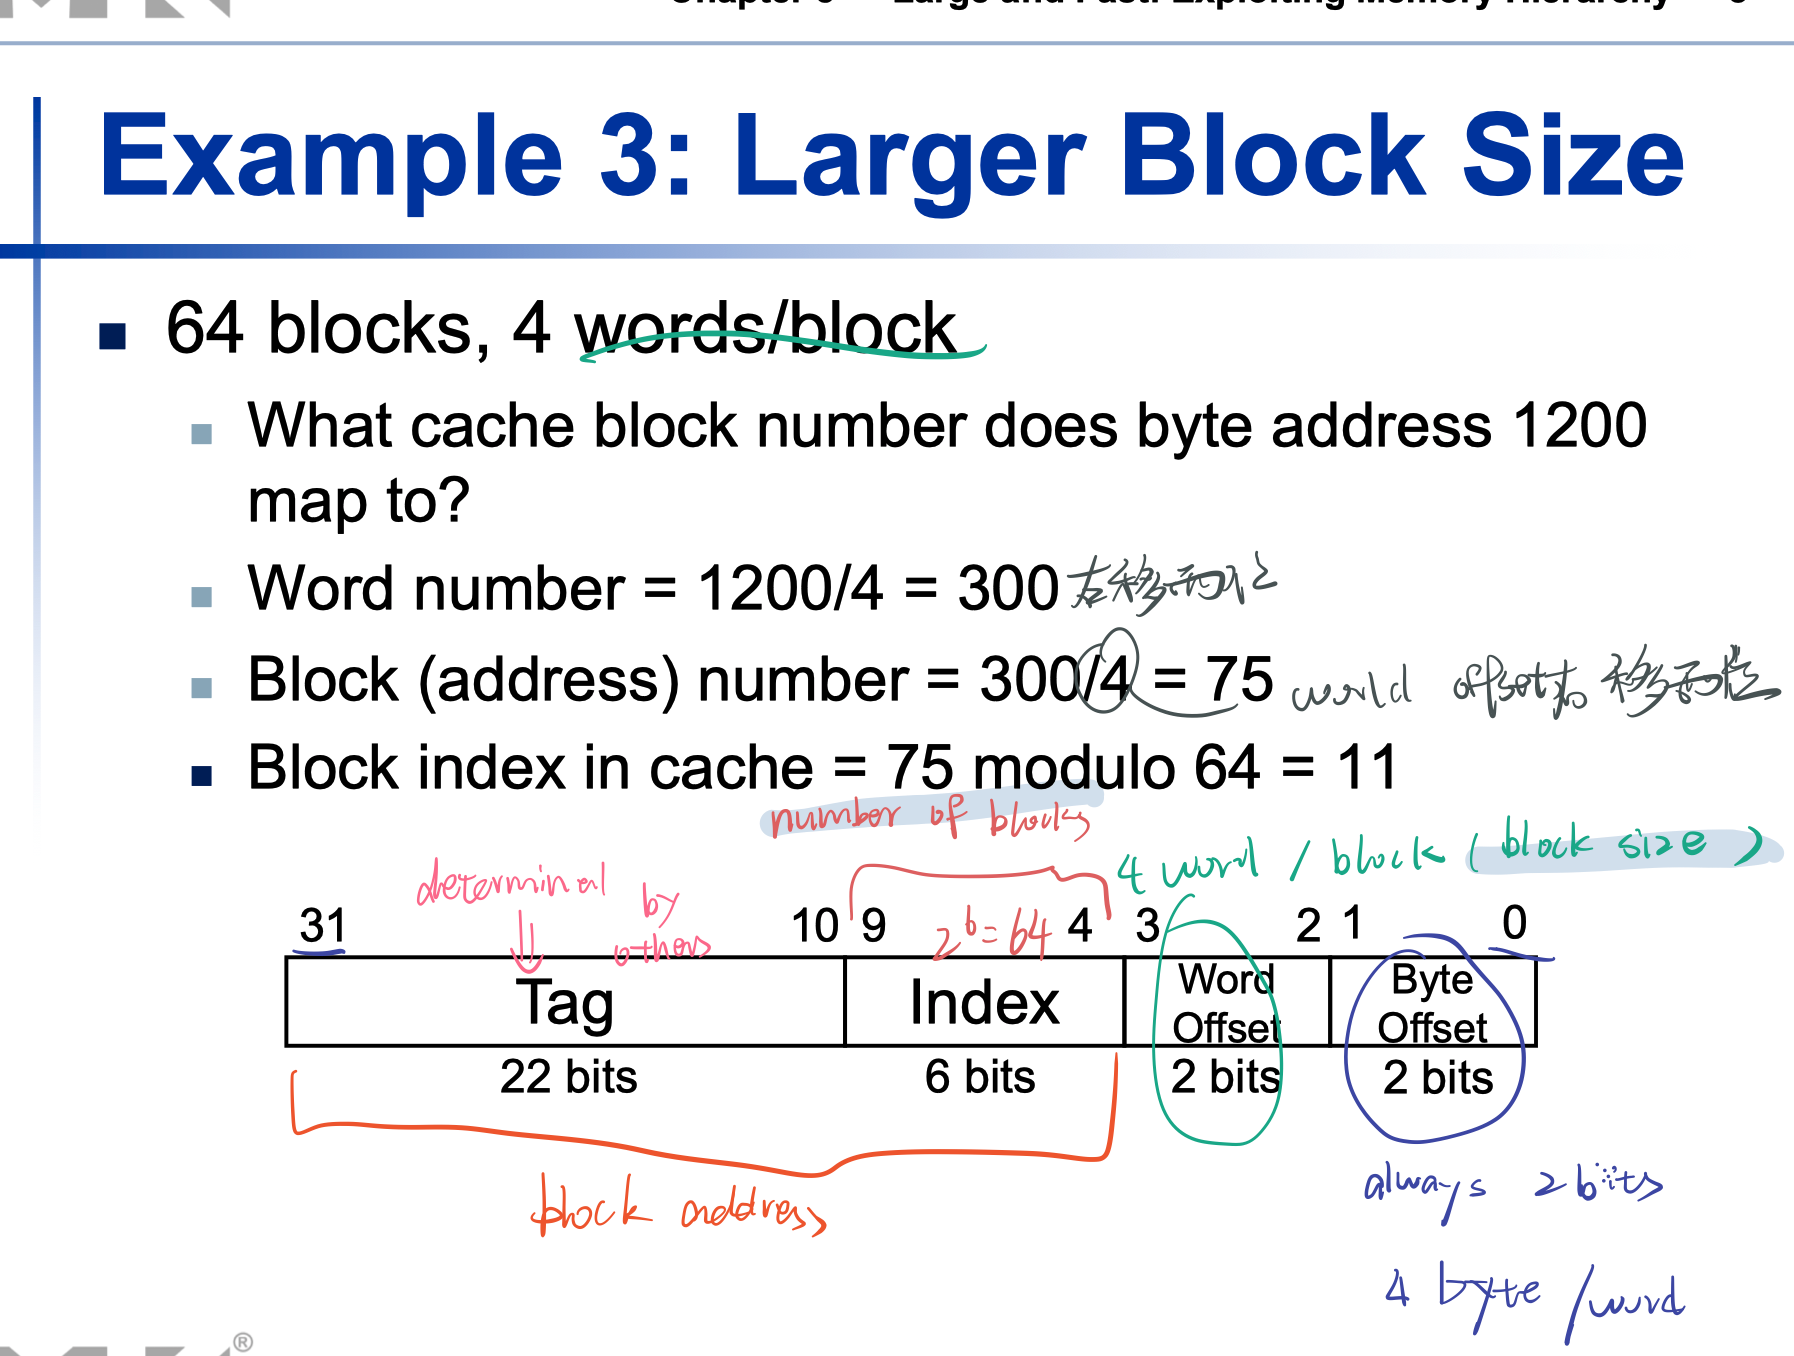 Example 3: Larger Block Size
64 blocks, 4 words/block
What cache block number does byte address 1200
map to?
Word number = 1200/4 = 300 右移两位
Block (address) number = 300/4 = 75 world offset右移两位
Block index in cache = 75 modulo 64 = 11
number of blocks
4 word / block (block size)
determinal by
others
31 10 9 2^6=64 4 3 2 1 0
Tag Index Word Offset Byte Offset
22 bits 6 bits 2 bits 2 bits
block address
always 2 bits
4 byte /word
®